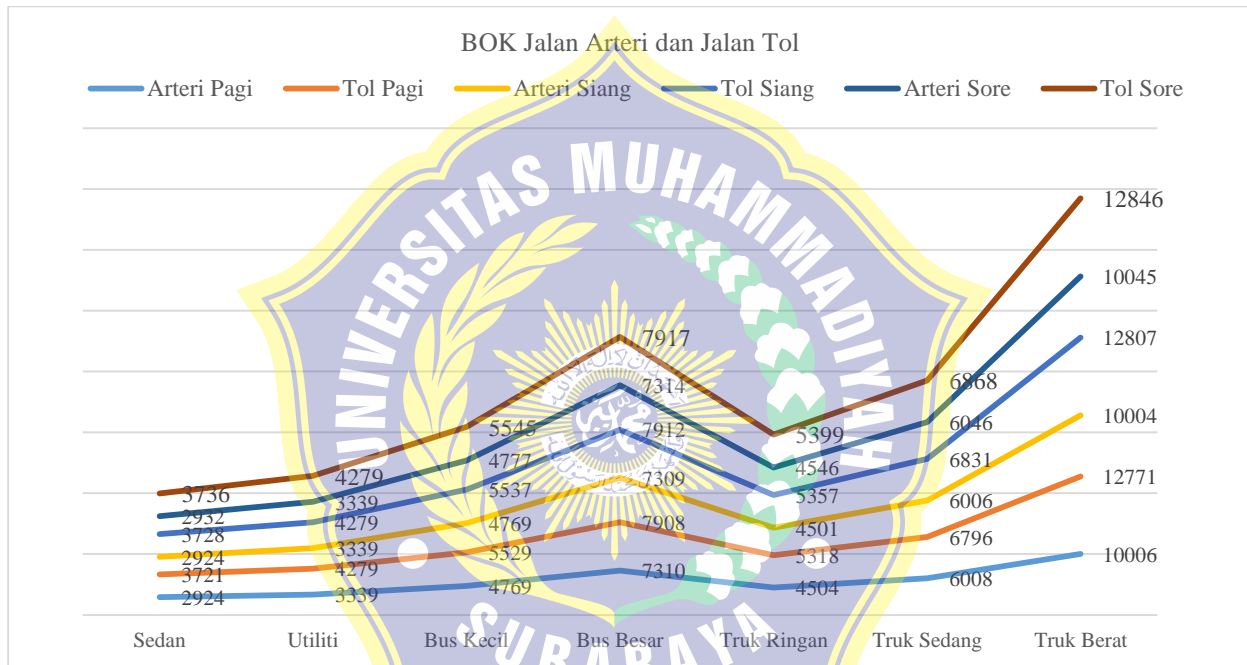 BOK Jalan Arteri dan Jalan Tol
Arteri Pagi Tol Pagi Arteri Siang Tol Siang Arteri Sore Tol Sore
UNIVERSITAS MUHAMMADIYAH
SURABAYA
3736 4279 5545 7917 5399 6868 12846
2932 3339 4777 7314 4546 6046 10045
3728 4279 5537 7912 5357 6831 12807
2924 3339 4769 7309 4501 6006 10004
3721 4279 5529 7908 5318 6796 12771
2924 3339 4769 7310 4504 6008 10006
Sedan Utiliti Bus Kecil Bus Besar Truk Ringan Truk Sedang Truk Berat